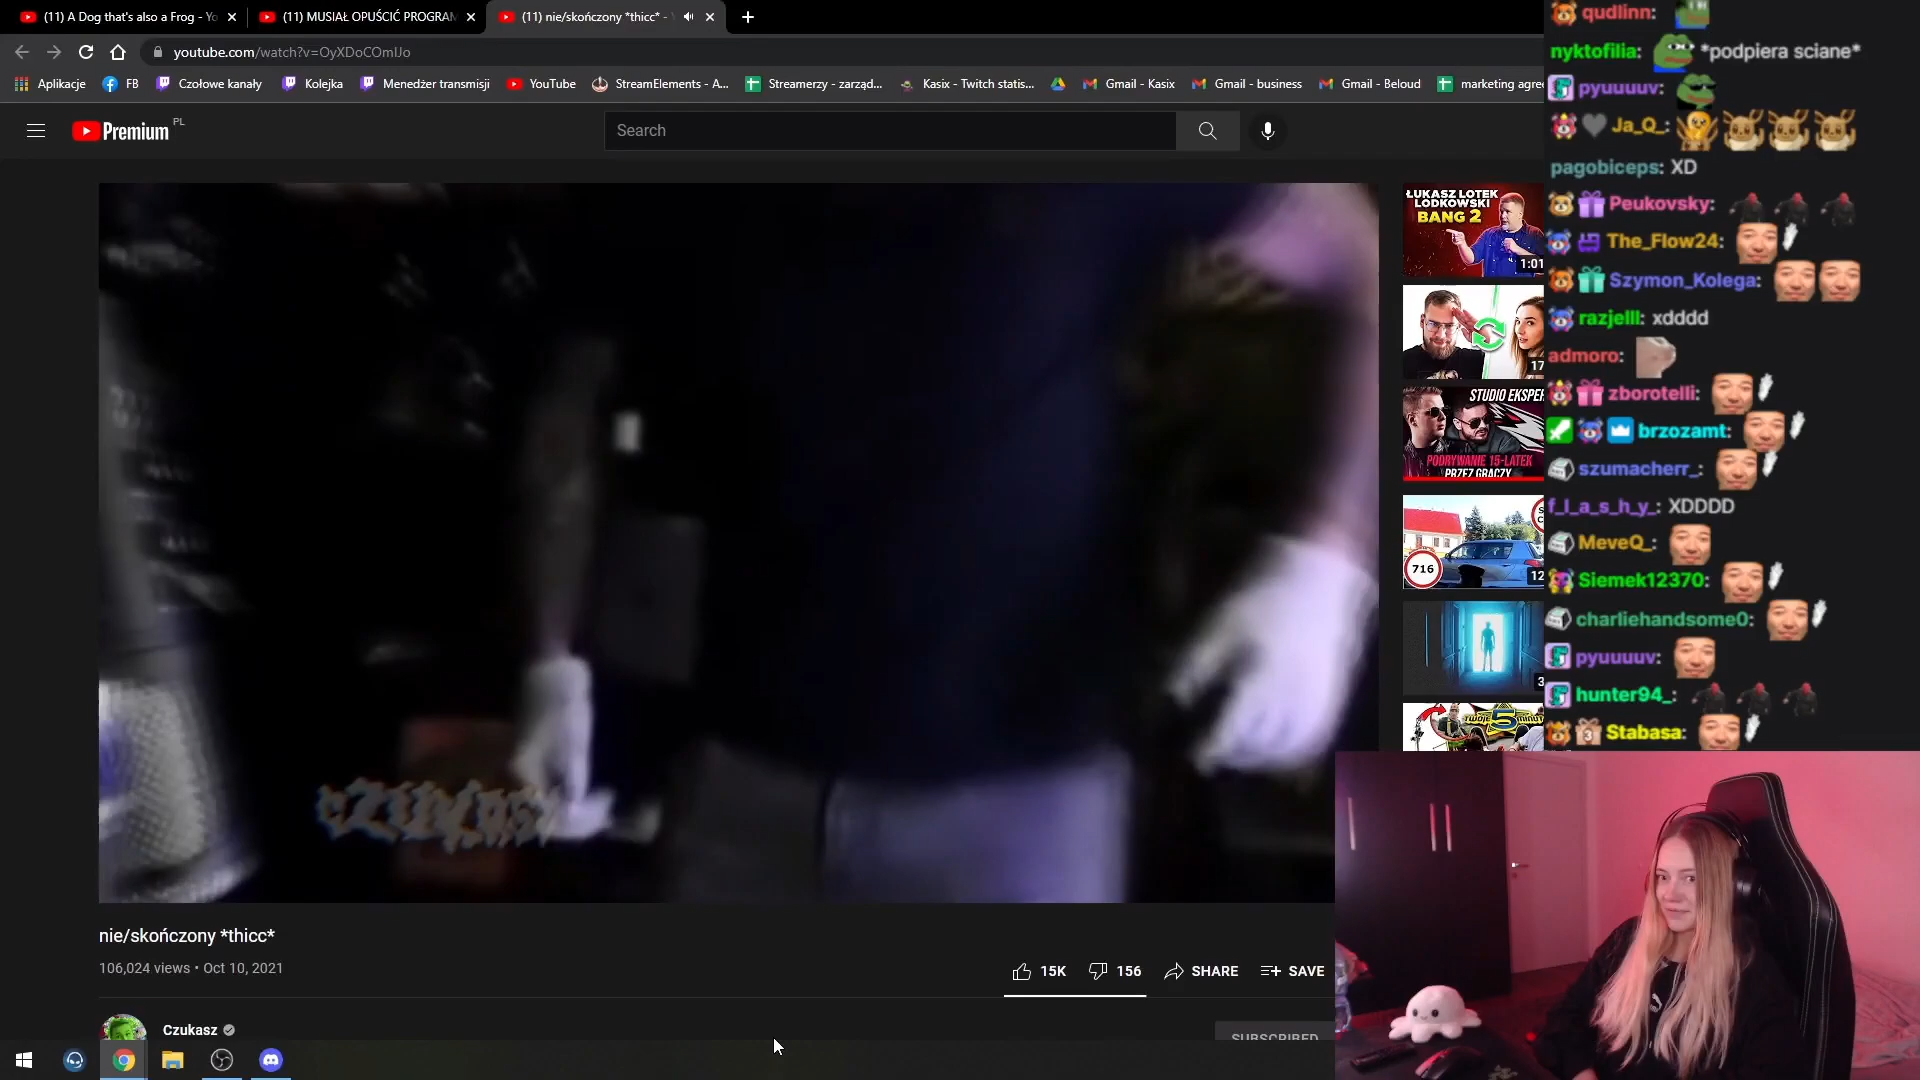 (11) A Dog that's also a Frog - Yo
(11) MUSIAŁ OPUŚCIĆ PROGRAM
(11) nie/skończony *thicc* - Y
youtube.com/watch?v=OyXDoCOmIJo
Aplikacje
FB
Czołowe kanały
Kolejka
Menedżer transmisji
YouTube
StreamElements - A...
Streamerzy - zarząd...
Kasix - Twitch statis...
Gmail - Kasix
Gmail - business
Gmail - Beloud
marketing agre
Premium PL
Search
ŁUKASZ LOTEK
LODKOWSKI
BANG 2
1:01
17
STUDIO EKSPER
PODRYWANIE 15-LATEK
PRZEZ GRACZY
716
12
3
TWOJE 5 MINUT
nie/skończony *thicc*
106,024 views • Oct 10, 2021
15K
156
SHARE
SAVE
Czukasz
SUBSCRIBED
qudlinn:
nyktofilia: *podpiera sciane*
pyuuuuv:
Ja_Q_:
pagobiceps: XD
Peukovsky:
The_Flow24:
Szymon_Kolega:
razjelll: xdddd
admoro:
zborotelli:
brzozamt:
szumacherr_:
f_l_a_s_h_y_: XDDDD
MeveQ_:
Siemek12370:
charliehandsome0:
pyuuuuv:
hunter94_:
3 Stabasa: